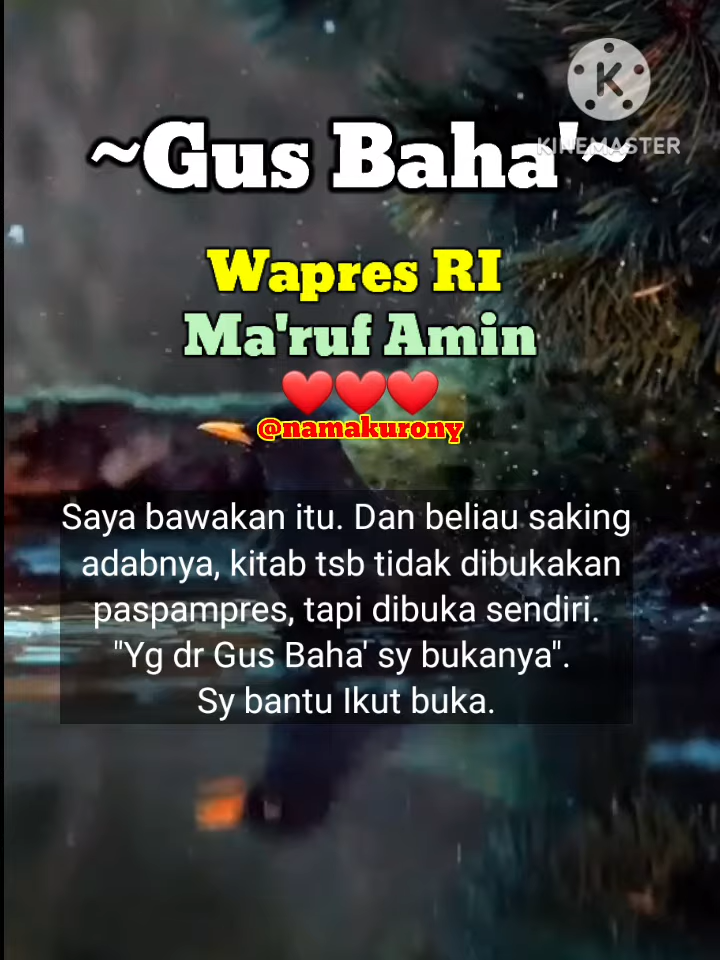 K
KINEMASTER
~Gus Baha'~
Wapres RI
Ma'ruf Amin
@namakurony
Saya bawakan itu. Dan beliau saking
adabnya, kitab tsb tidak dibukakan
paspampres, tapi dibuka sendiri.
"Yg dr Gus Baha' sy bukanya".
Sy bantu Ikut buka.